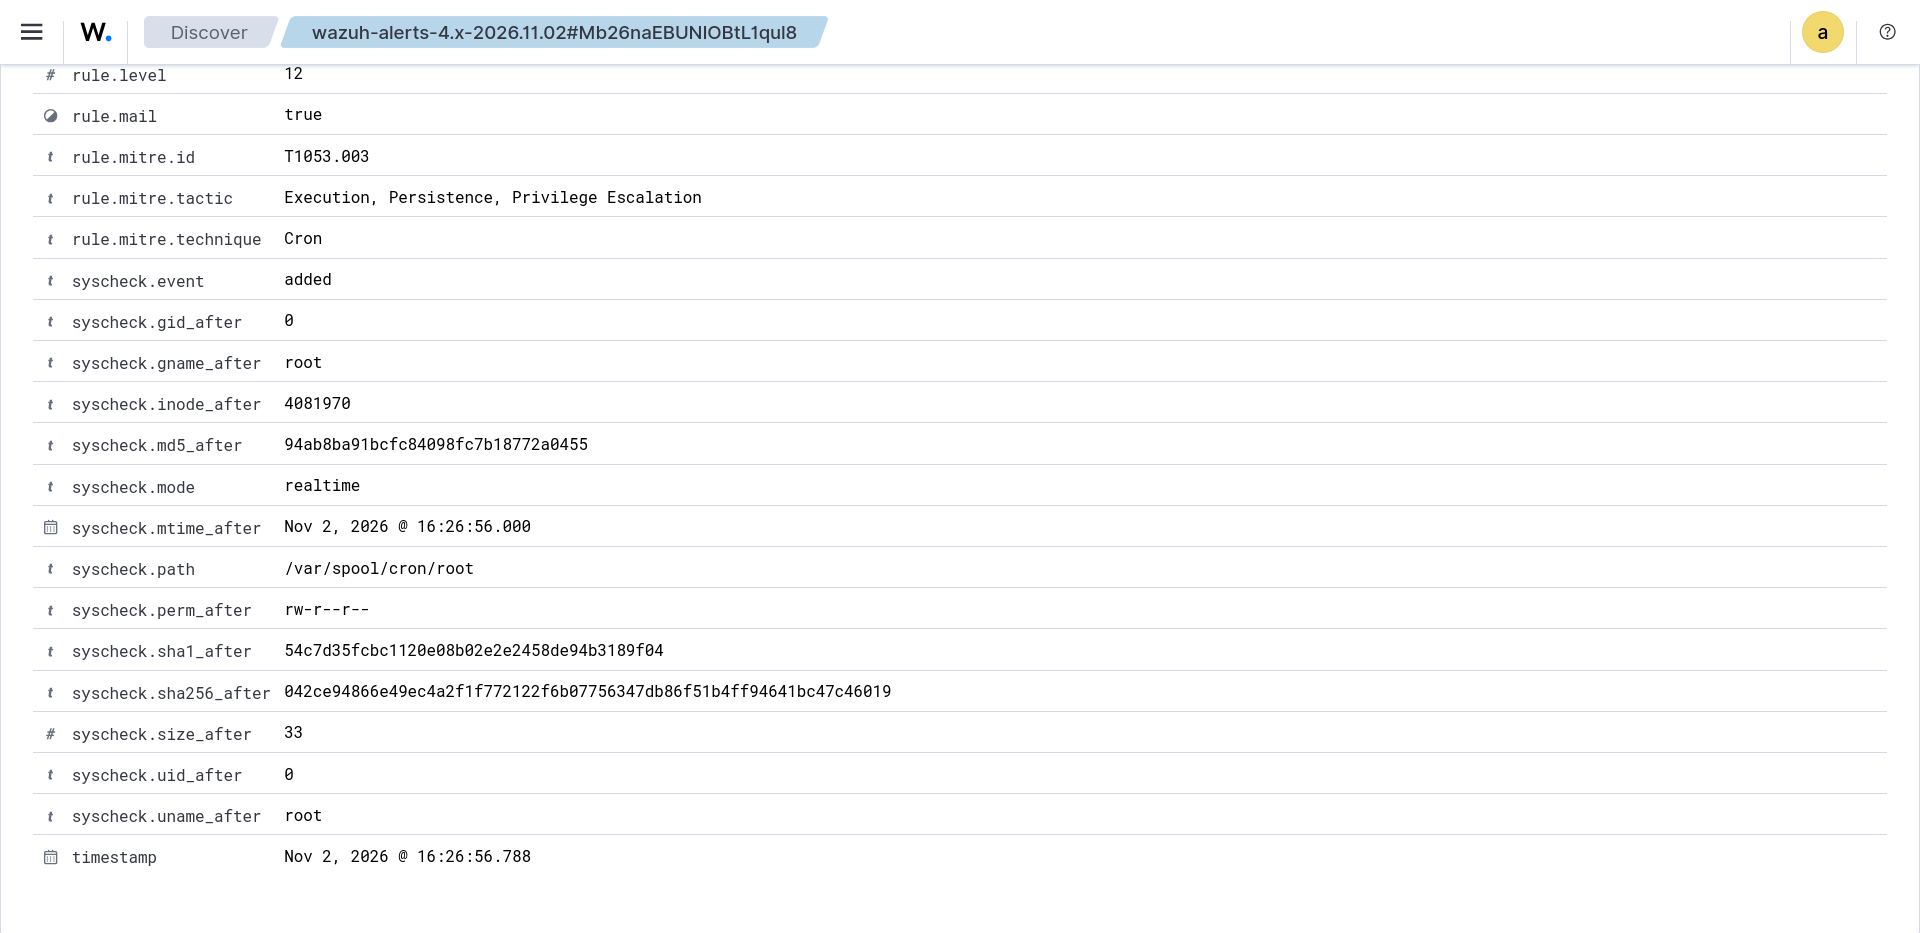 W. Discover wazuh-alerts-4.x-2026.11.02#Mb26naEBUNIOBtL1qul8 a
# rule.level 12
rule.mail true
t rule.mitre.id T1053.003
t rule.mitre.tactic Execution, Persistence, Privilege Escalation
t rule.mitre.technique Cron
t syscheck.event added
t syscheck.gid_after 0
t syscheck.gname_after root
t syscheck.inode_after 4081970
t syscheck.md5_after 94ab8ba91bcfc84098fc7b18772a0455
t syscheck.mode realtime
syscheck.mtime_after Nov 2, 2026 @ 16:26:56.000
t syscheck.path /var/spool/cron/root
t syscheck.perm_after rw-r--r--
t syscheck.sha1_after 54c7d35fcbc1120e08b02e2e2458de94b3189f04
t syscheck.sha256_after 042ce94866e49ec4a2f1f772122f6b07756347db86f51b4ff94641bc47c46019
# syscheck.size_after 33
t syscheck.uid_after 0
t syscheck.uname_after root
timestamp Nov 2, 2026 @ 16:26:56.788